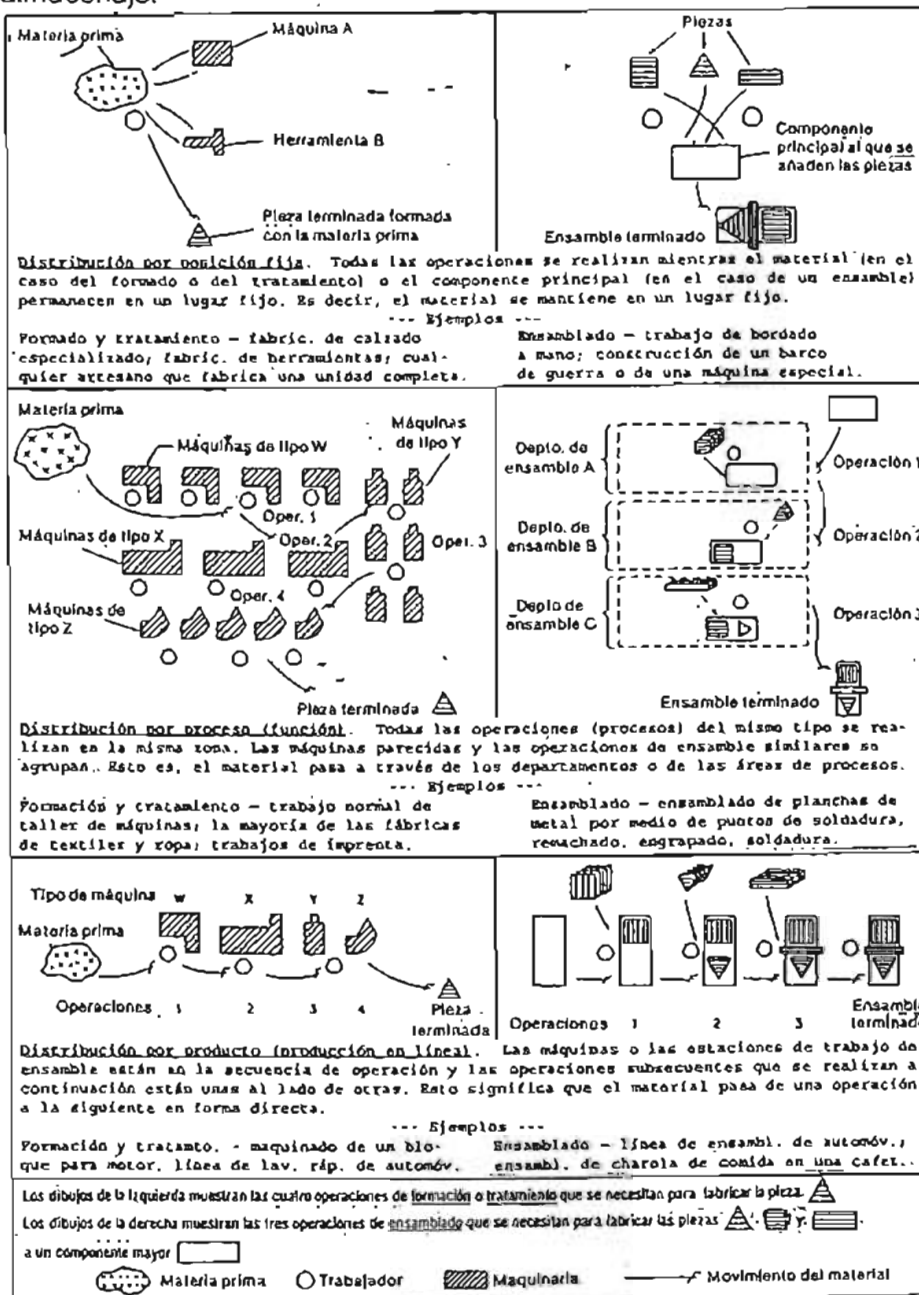 Materia prima
Máquina A
Herramienta B
Pieza terminada formada
con la materia prima
Piezas
Componente
principal al que se
añaden las piezas
Ensamble terminado
Distribución por posición fija. Todas las operaciones se realizan mientras el material (en el
caso del formado o del tratamiento) o el componente principal (en el caso de un ensamble)
permanecen en un lugar fijo. Es decir, el material se mantiene en un lugar fijo.
--- Ejemplos ---
Formado y tratamiento – fabric. de calzado
especializado; fabric. de herramientas; cual-
quier artesano que fabrica una unidad completa.
Ensamblado – trabajo de bordado
a mano; construcción de un barco
de guerra o de una máquina especial.
Materia prima
Máquinas de tipo W
Máquinas
de tipo Y
Oper. 1
Máquinas de tipo X
Oper. 2
Oper. 3
Máquinas de
tipo Z
Oper. 4
Pieza terminada
Depto. de
ensamble A
Operación 1
Depto. de
ensamble B
Operación 2
Depto de
ensamble C
Operación 3
Ensamble terminado
Distribución por proceso (función). Todas las operaciones (procesos) del mismo tipo se rea-
lizan en la misma zona. Las máquinas parecidas y las operaciones de ensamble similares se
agrupan. Esto es, el material pasa a través de los departamentos o de las áreas de procesos.
--- Ejemplos ---
Formación y tratamiento – trabajo normal de
taller de máquinas; la mayoría de las fábricas
de textiles y ropa; trabajos de imprenta.
Ensamblado – ensamblado de planchas de
metal por medio de puntos de soldadura,
remachado, engrapado, soldadura.
Tipo de máquina W X Y Z
Materia prima
Operaciones 1 2 3 4
Pieza
terminada
Operaciones 1 2 3
Ensamble
terminado
Distribución por producto (producción en línea). Las máquinas o las estaciones de trabajo de
ensamble están en la secuencia de operación y las operaciones subsecuentes que se realizan a
continuación están unas al lado de otras. Esto significa que el material pasa de una operación
a la siguiente en forma directa.
--- Ejemplos ---
Formación y tratamto. - maquinado de un blo-
que para motor, línea de lav. ráp. de automóv.
Ensamblado – línea de ensambl. de automóv.;
ensambl. de charola de comida en una cafet..
Los dibujos de la izquierda muestran las cuatro operaciones de formación o tratamiento que se necesitan para fabricar la pieza
Los dibujos de la derecha muestran las tres operaciones de ensamblado que se necesitan para fabricar las piezas , y .
a un componente mayor
Materia prima
Trabajador
Maquinaria
Movimiento del material